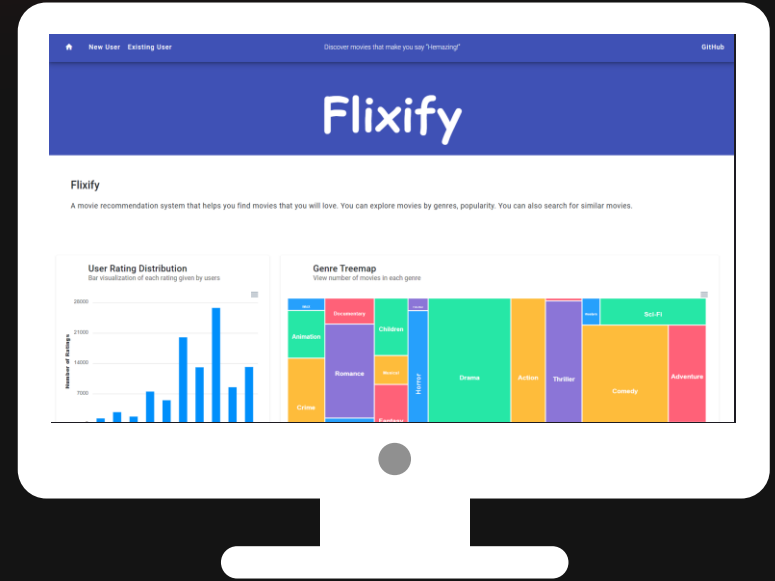 New User Existing User
Discover movies that make you say "Hemazing!"
GitHub
Flixify
Flixify
A movie recommendation system that helps you find movies that you will love. You can explore movies by genres, popularity. You can also search for similar movies.
User Rating Distribution
Bar visualization of each rating given by users
28000
21000
14000
7000
Number of Ratings
Genre Treemap
View number of movies in each genre
Animation
Crime
Documentary
Romance
Children
Fantasy
Horror
Drama
Action
Thriller
Sci-Fi
Comedy
Adventure